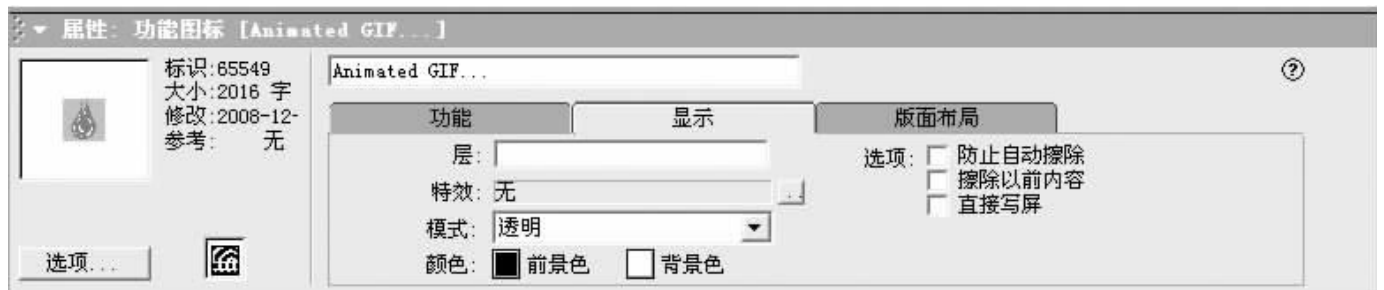 属性: 功能图标 [Animated GIF...]
标识:65549
大小:2016 字
修改:2008-12-
参考: 无
选项...
Animated GIF...
功能 显示 版面布局
层:
特效: 无 ...
模式: 透明
颜色: 前景色 背景色
选项: 防止自动擦除
擦除以前内容
直接写屏